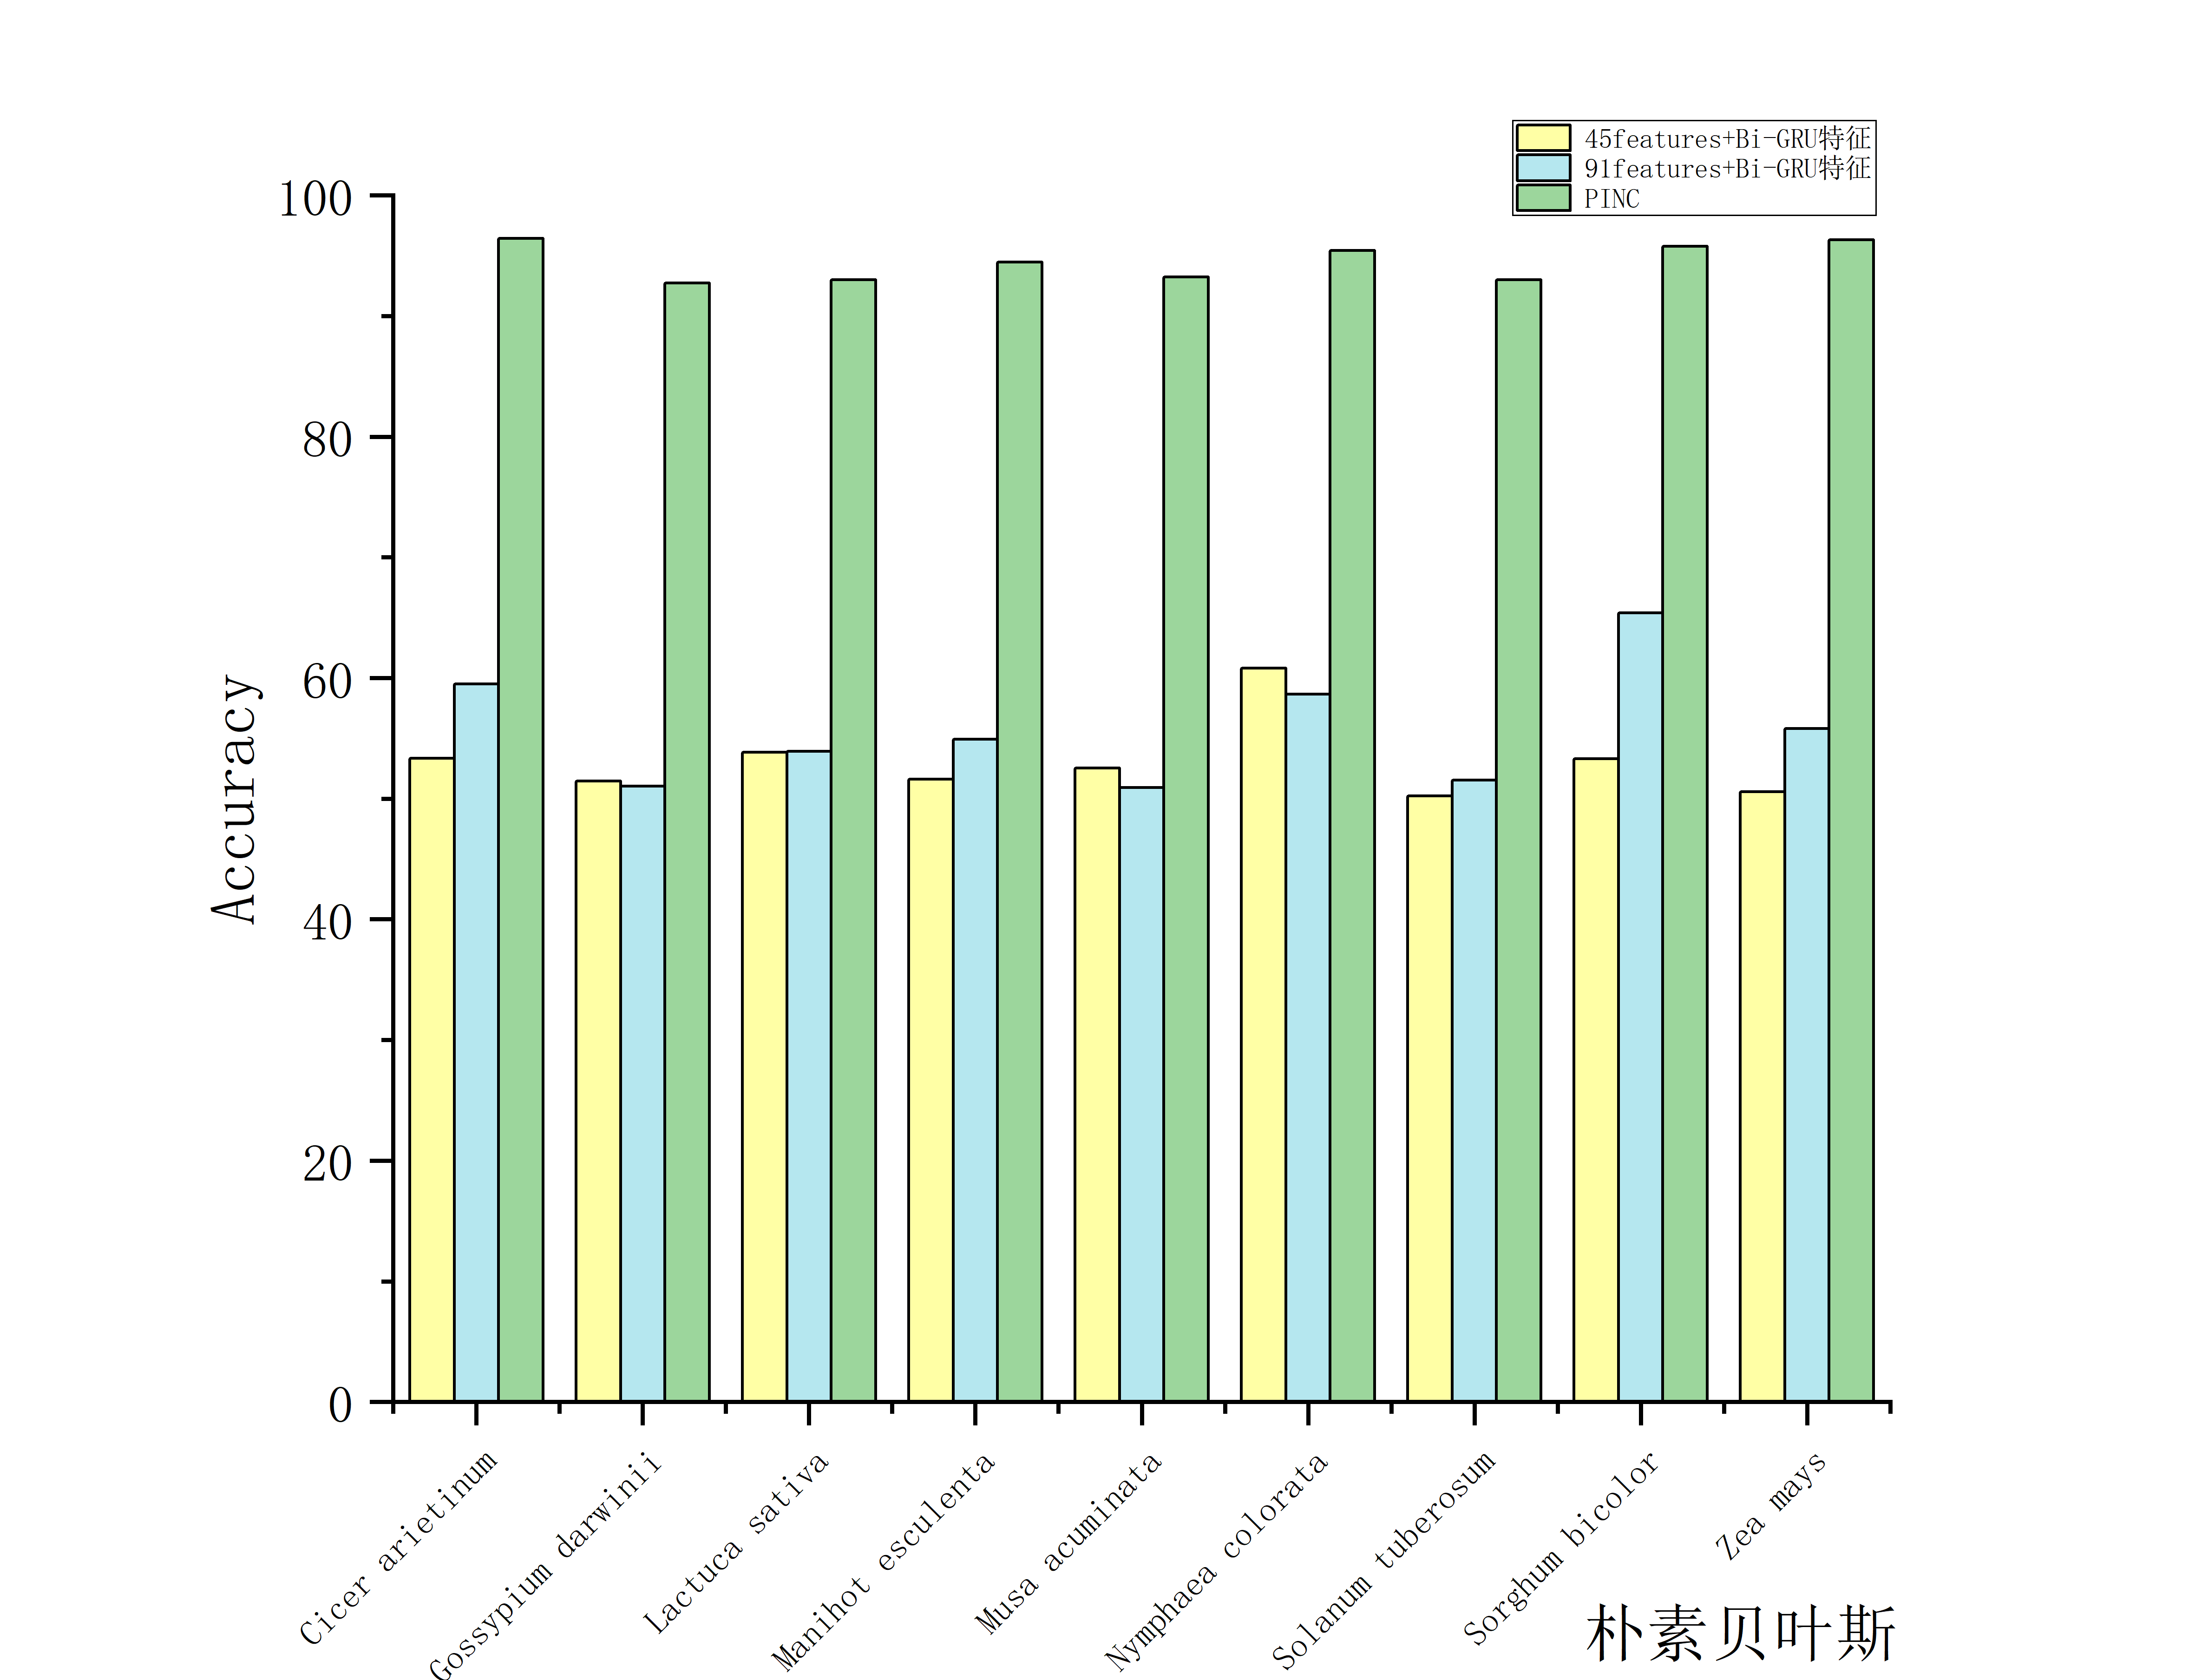 45features+Bi-GRU特征
91features+Bi-GRU特征
PINC
100
80
60
40
20
0
Accuracy
Cicer arietinum
Gossypium darwinii
Lactuca sativa
Manihot esculenta
Musa acuminata
Nymphaea colorata
Solanum tuberosum
Sorghum bicolor
Zea mays
朴素贝叶斯